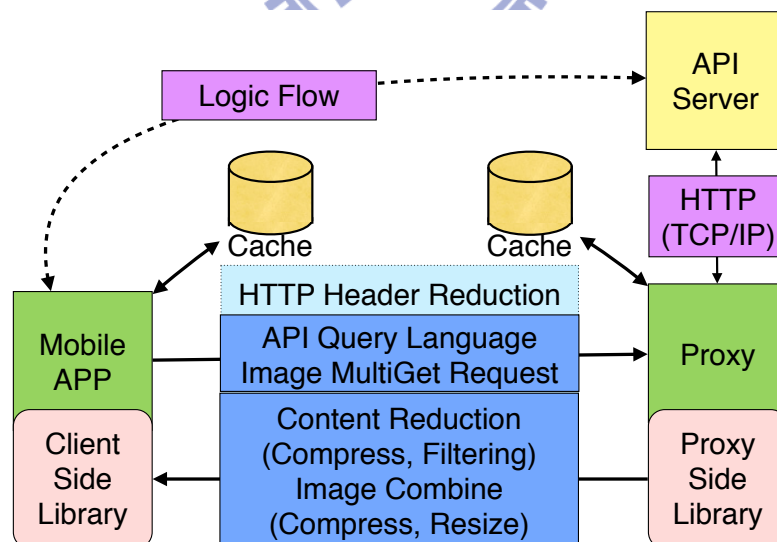 API
Server
Logic Flow
HTTP
(TCP/IP)
Cache
Cache
HTTP Header Reduction
Mobile
APP
API Query Language
Image MultiGet Request
Proxy
Content Reduction
(Compress, Filtering)
Image Combine
(Compress, Resize)
Client
Side
Library
Proxy
Side
Library